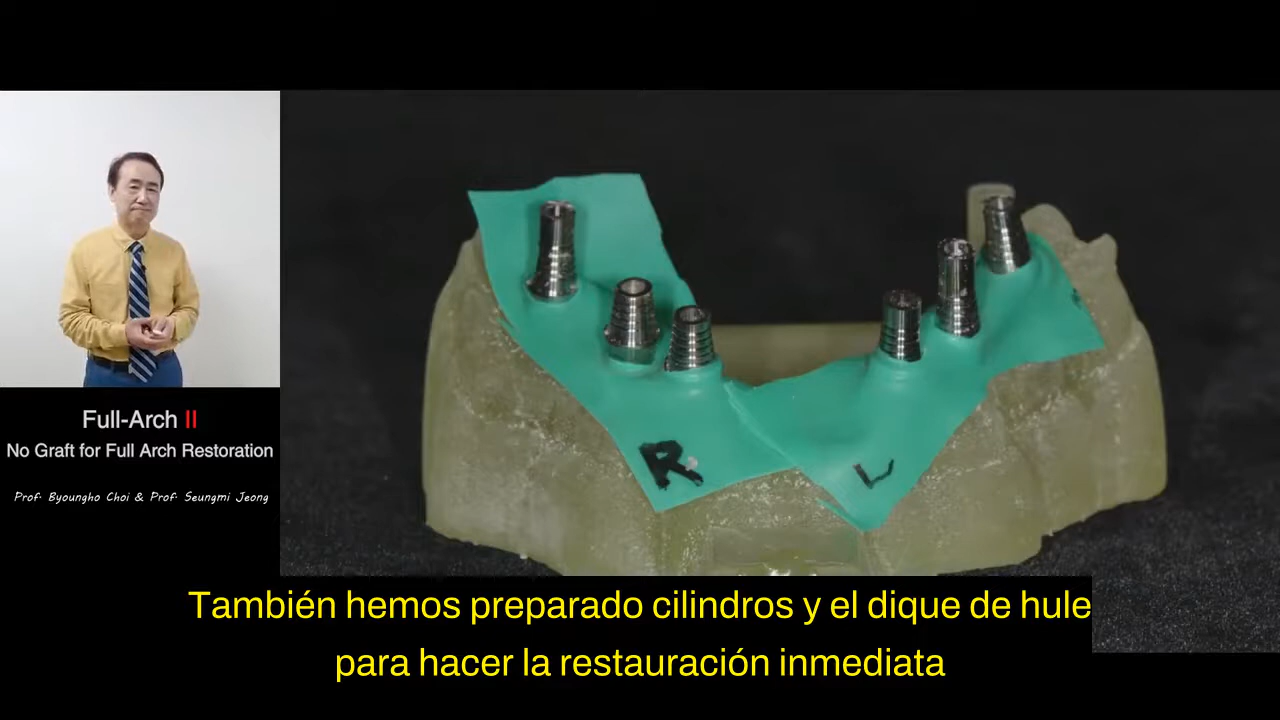 Full-Arch II
No Graft for Full Arch Restoration
Prof. Byoungho Choi & Prof. Seungmi Jeong
R
L
También hemos preparado cilindros y el dique de hule
para hacer la restauración inmediata